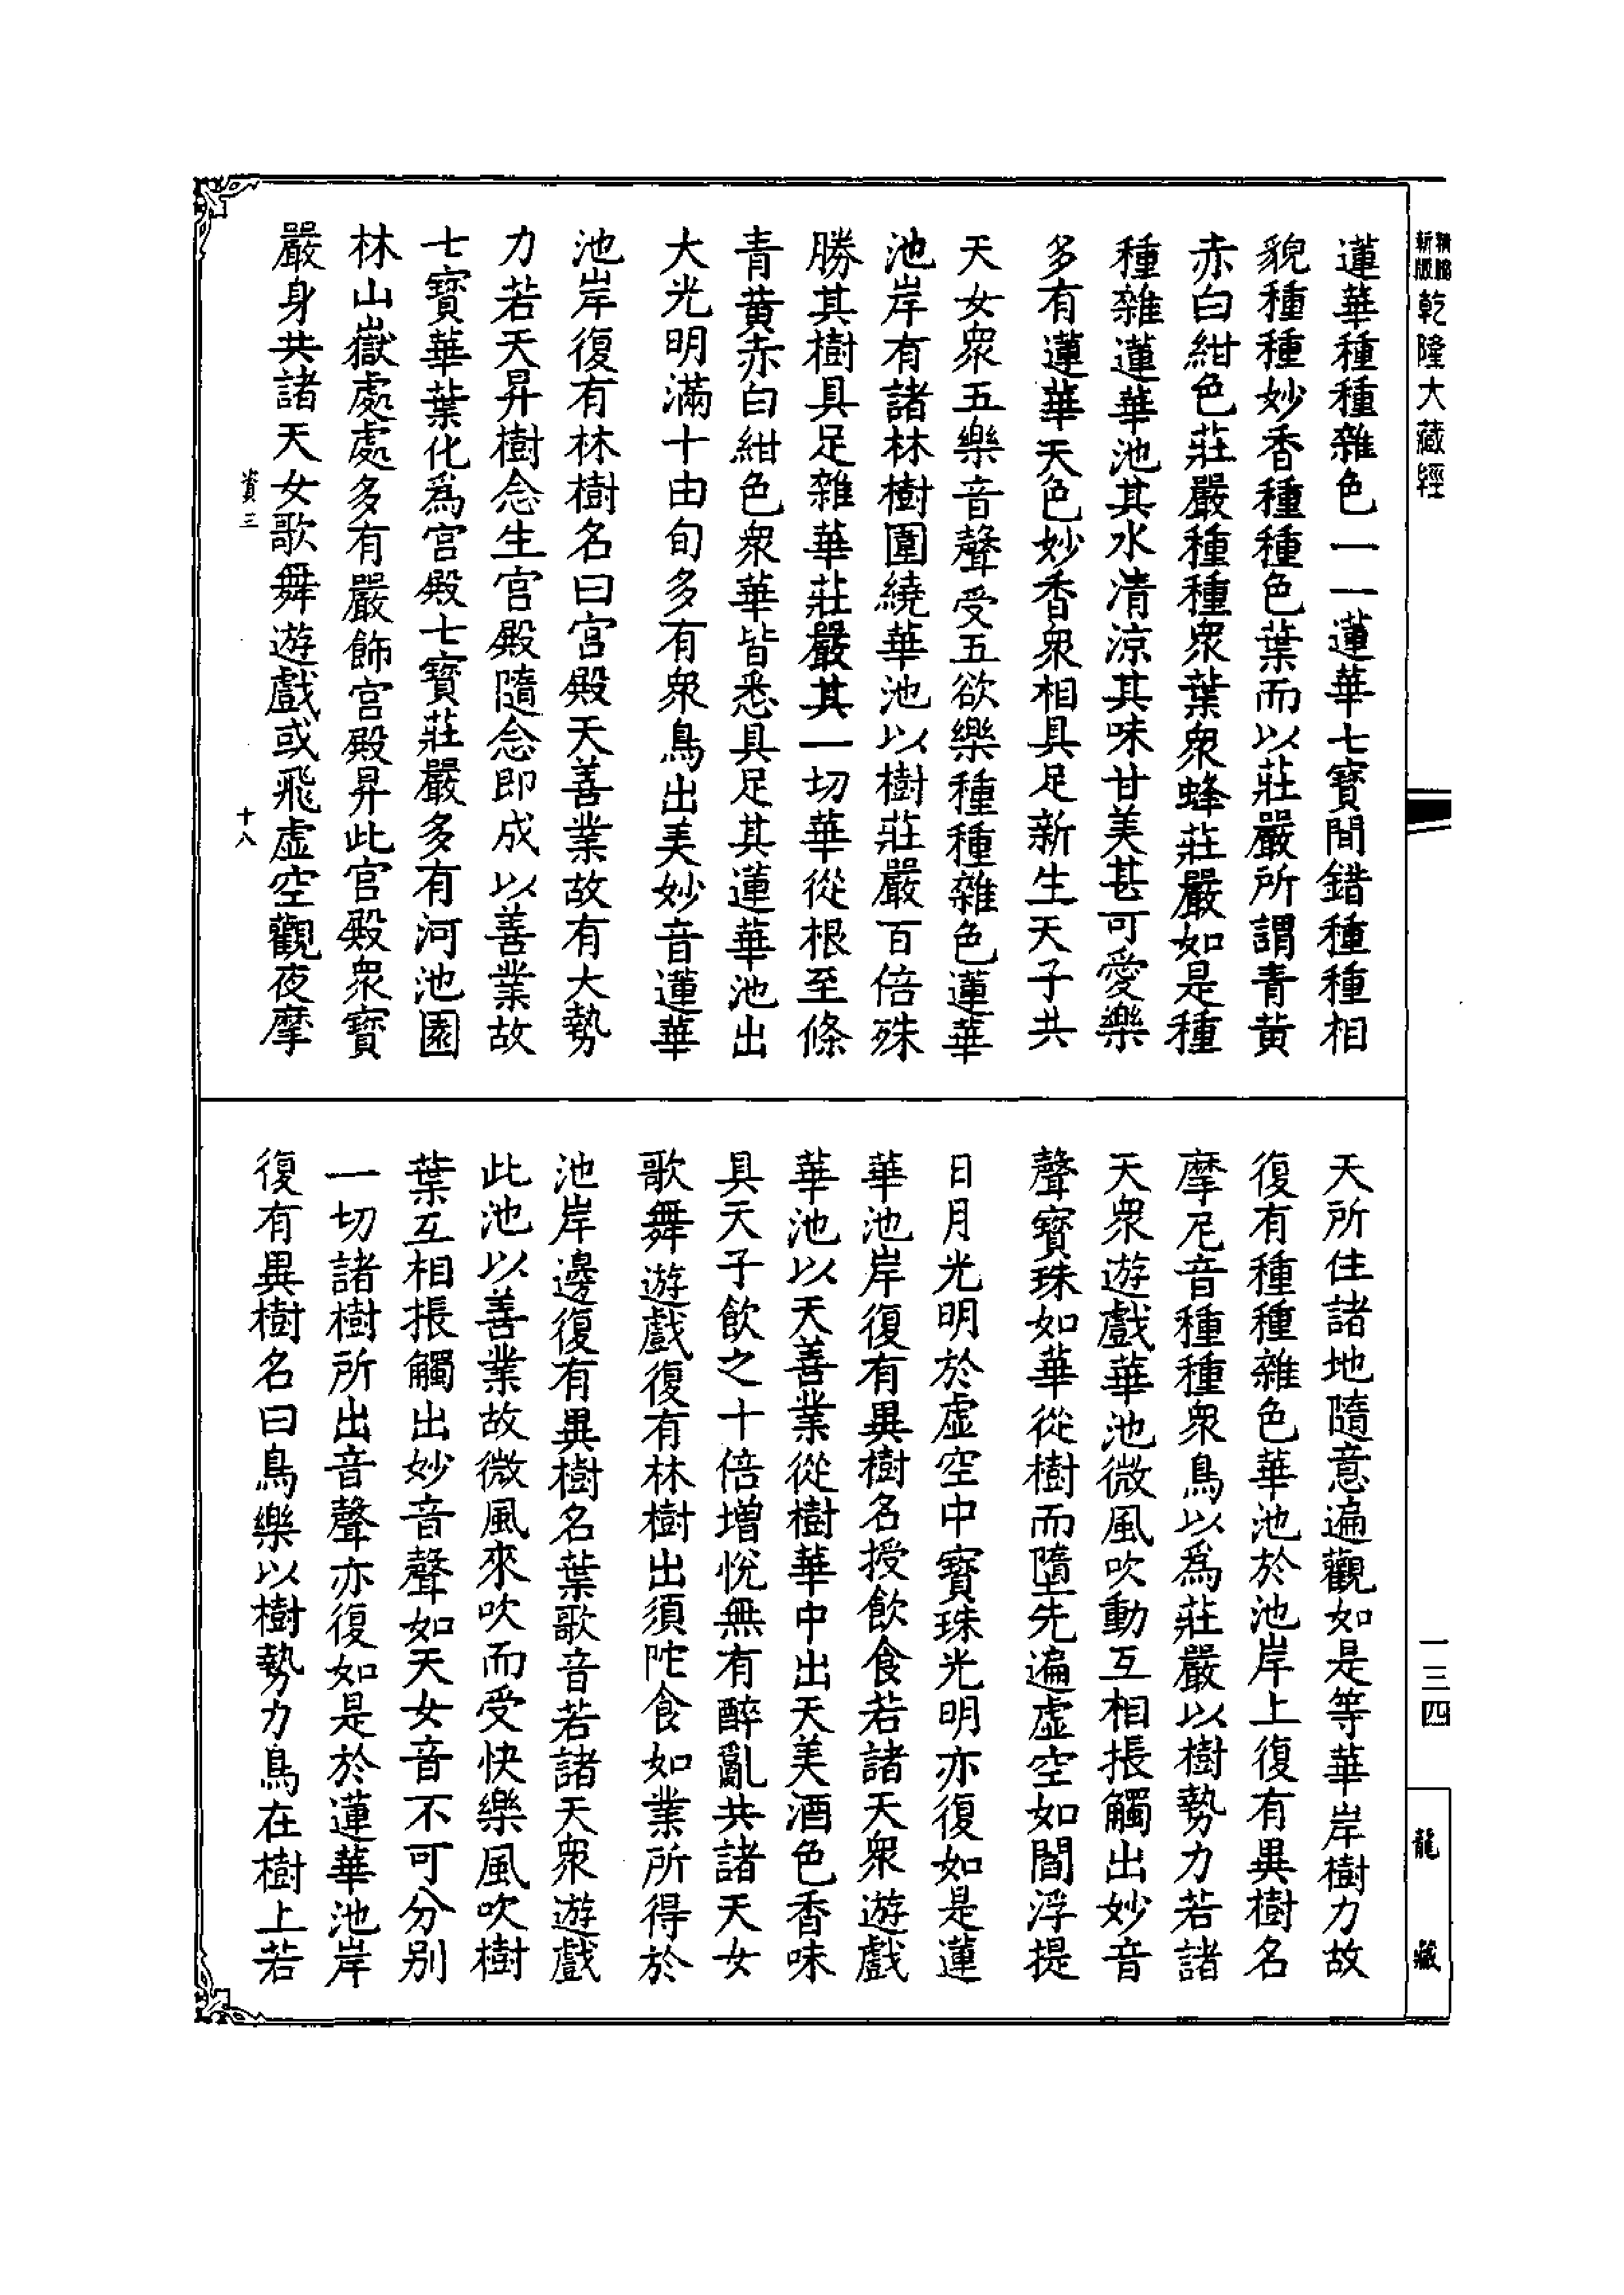 新版
精縮
乾隆大藏經
蓮華種種雜色一一蓮華七寶間錯種種相
貌種種妙香種種色葉而以莊嚴所謂青黃
赤白紺色莊嚴種種衆葉衆蜂莊嚴如是種
種雜蓮華池其水清涼其味甘美甚可愛樂
多有蓮華天色妙香衆相具足新生天子共
天女衆五樂音聲受五欲樂種種雜色蓮華
池岸有諸林樹圍繞華池以樹莊嚴百倍殊
勝其樹具足雜華莊嚴其一切華從根至條
青黃赤白紺色衆華皆悉具足其蓮華池出
大光明滿十由旬多有衆鳥出美妙音蓮華
池岸復有林樹名曰宮殿天善業故有大勢
力若天昇樹念生宮殿隨念即成以善業故
七寶華葉化爲宮殿七寶莊嚴多有河池園
林山嶽處處多有嚴飾宮殿昇此宮殿衆寶
嚴身共諸天女歌舞遊戲或飛虛空觀夜摩
資三
十八
天所住諸地隨意遍觀如是等華岸樹力故
復有種種雜色華池於池岸上復有異樹名
摩尼音種種衆鳥以爲莊嚴以樹勢力若諸
天衆遊戲華池微風吹動互相掁觸出妙音
聲寶珠如華從樹而墮先遍虛空如閻浮提
日月光明於虛空中寶珠光明亦復如是蓮
華池岸復有異樹名授飲食若諸天衆遊戲
華池以天善業從樹華中出天美酒色香味
具天子飲之十倍增悅無有醉亂共諸天女
歌舞遊戲復有林樹出須陀食如業所得於
池岸邊復有異樹名葉歌音若諸天衆遊戲
此池以善業故微風來吹而受快樂風吹樹
葉互相掁觸出妙音聲如天女音不可分別
一切諸樹所出音聲亦復如是於蓮華池岸
復有異樹名曰鳥樂以樹勢力鳥在樹上若
一三四
龍藏